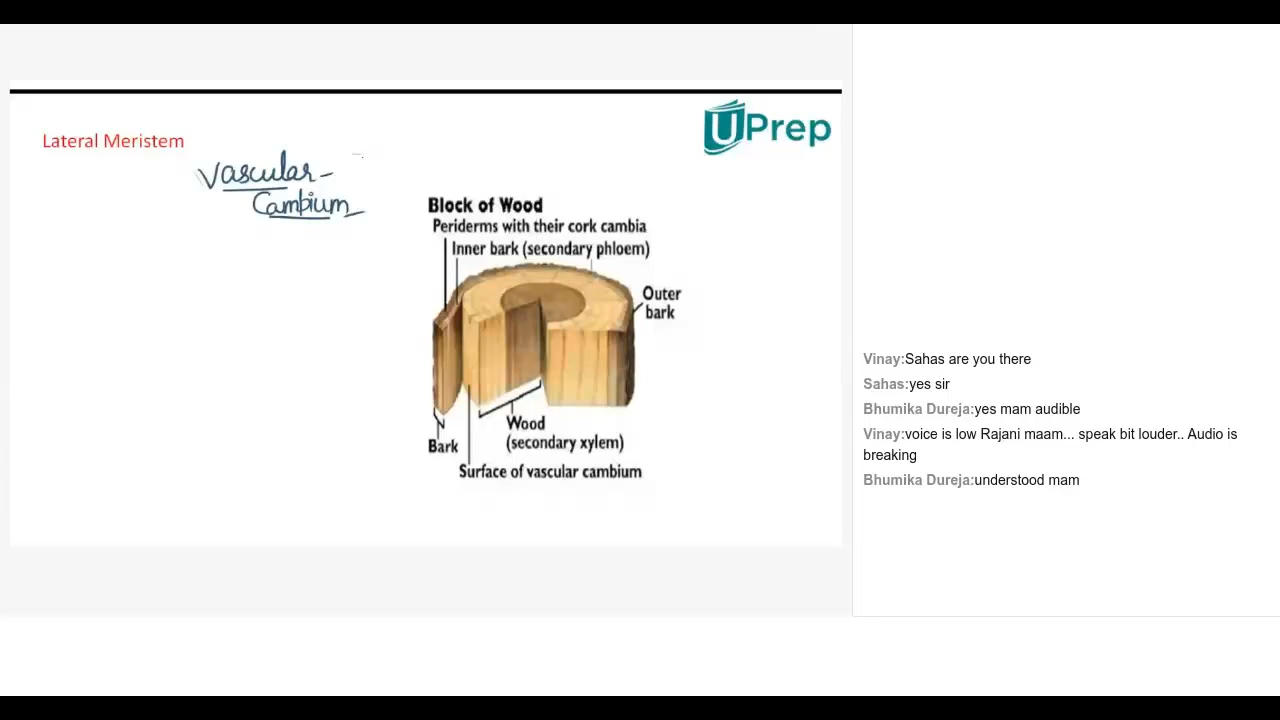 Lateral Meristem
UPrep
Vascular -
Cambium
Block of Wood
Periderms with their cork cambia
Inner bark (secondary phloem)
Outer
bark
Wood
(secondary xylem)
Bark
Surface of vascular cambium
Vinay:Sahas are you there
Sahas:yes sir
Bhumika Dureja:yes mam audible
Vinay:voice is low Rajani maam... speak bit louder.. Audio is
breaking
Bhumika Dureja:understood mam